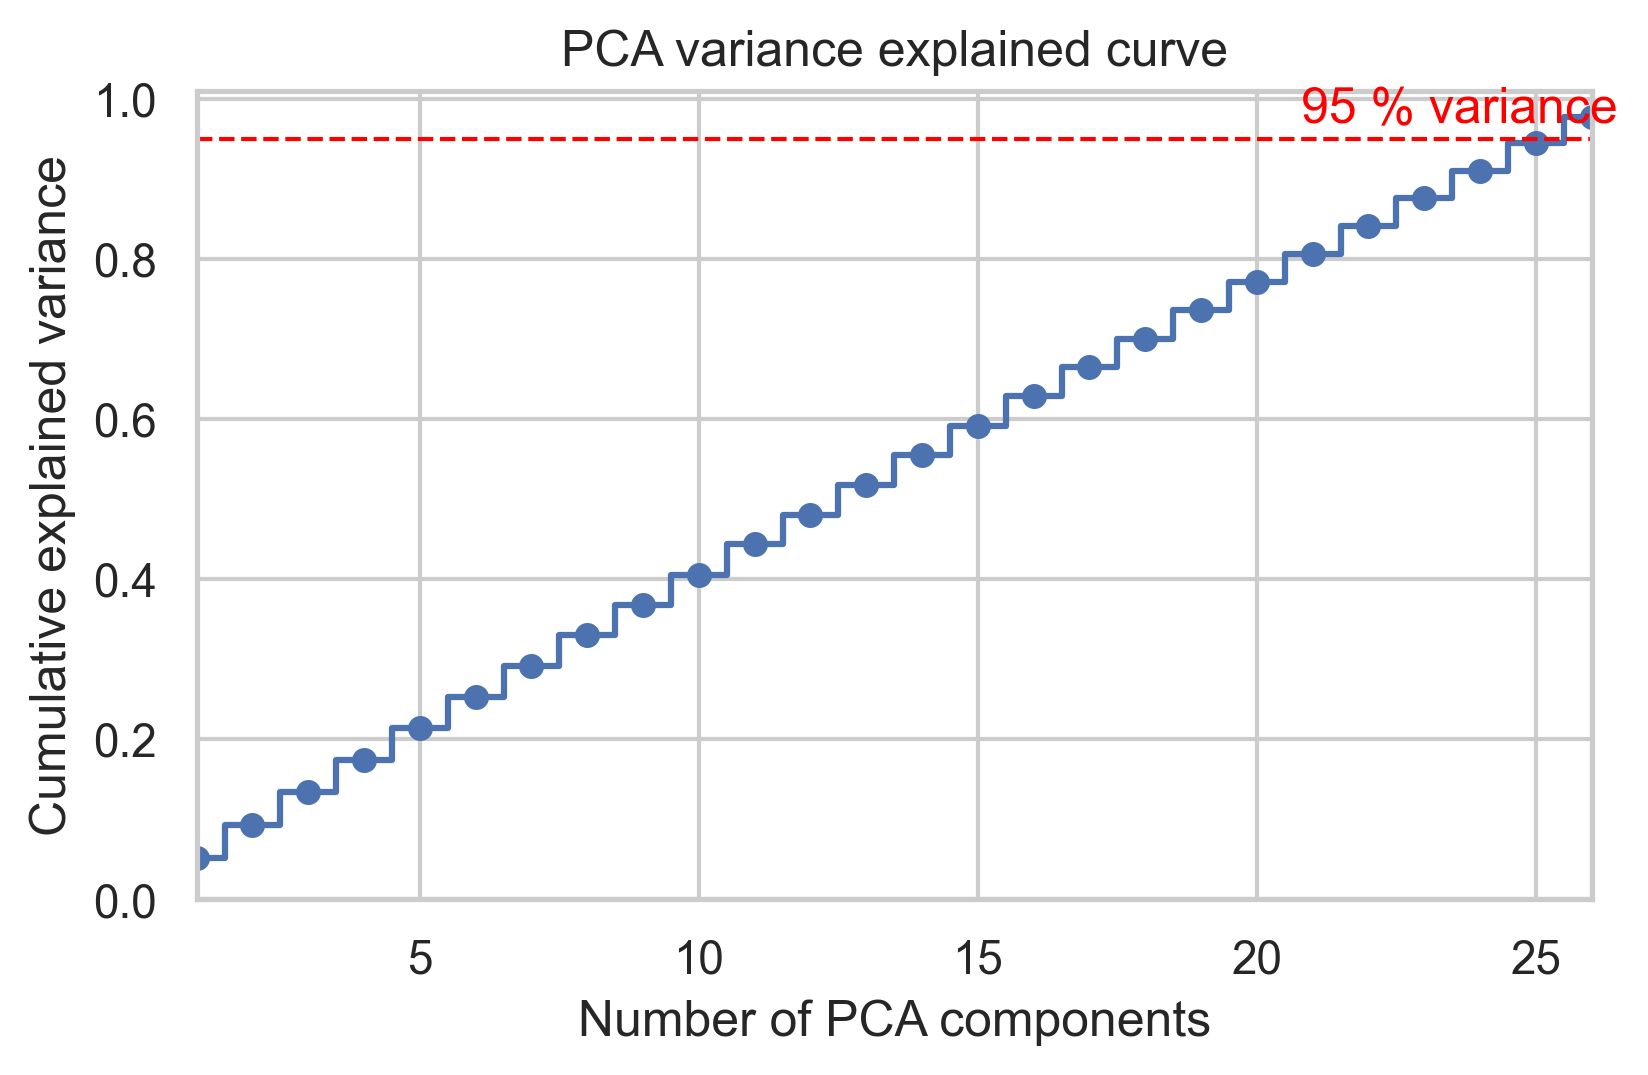 PCA variance explained curve
95 % variance
Cumulative explained variance
1.0
0.8
0.6
0.4
0.2
0.0
5 10 15 20 25
Number of PCA components